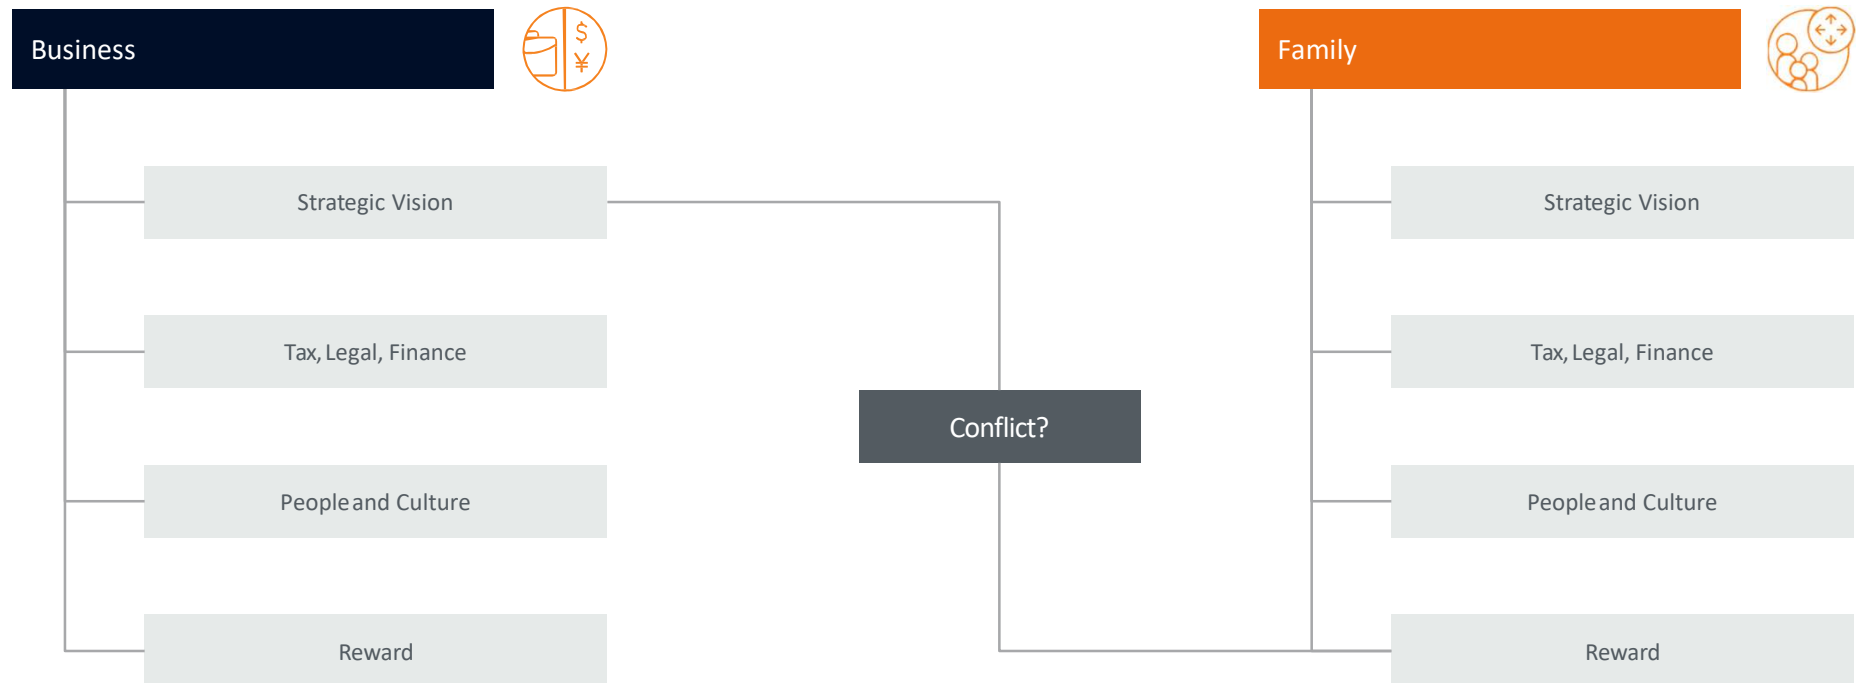 Business
$
¥
Family
Strategic Vision
Strategic Vision
Tax, Legal, Finance
Tax, Legal, Finance
Conflict?
People and Culture
People and Culture
Reward
Reward